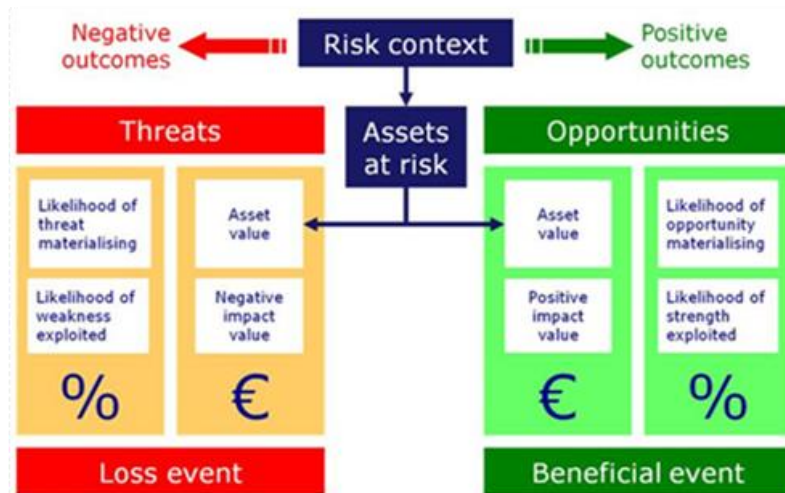 Negative
outcomes
Risk context
Positive
outcomes
Threats
Assets
at risk
Opportunities
Likelihood of
threat
materialising
Asset
value
Asset
value
Likelihood of
opportunity
materialising
Likelihood of
weakness
exploited
Negative
impact
value
Positive
impact
value
Likelihood of
strength
exploited
%
€
€
%
Loss event
Beneficial event